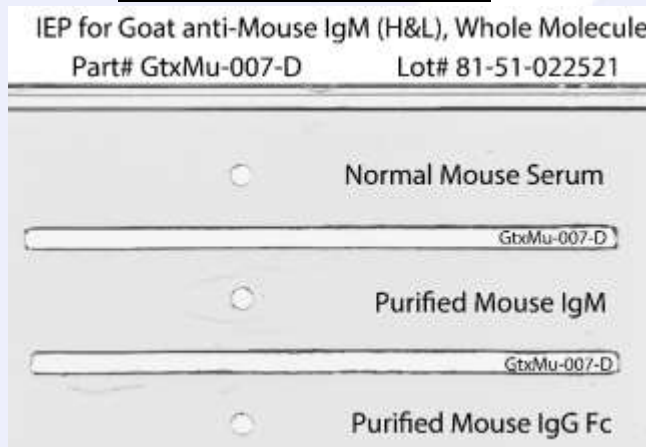 IEP for Goat anti-Mouse IgM (H&L), Whole Molecule
Part# GtxMu-007-D Lot# 81-51-022521
Normal Mouse Serum
GtxMu-007-D
Purified Mouse IgM
GtxMu-007-D
Purified Mouse IgG Fc